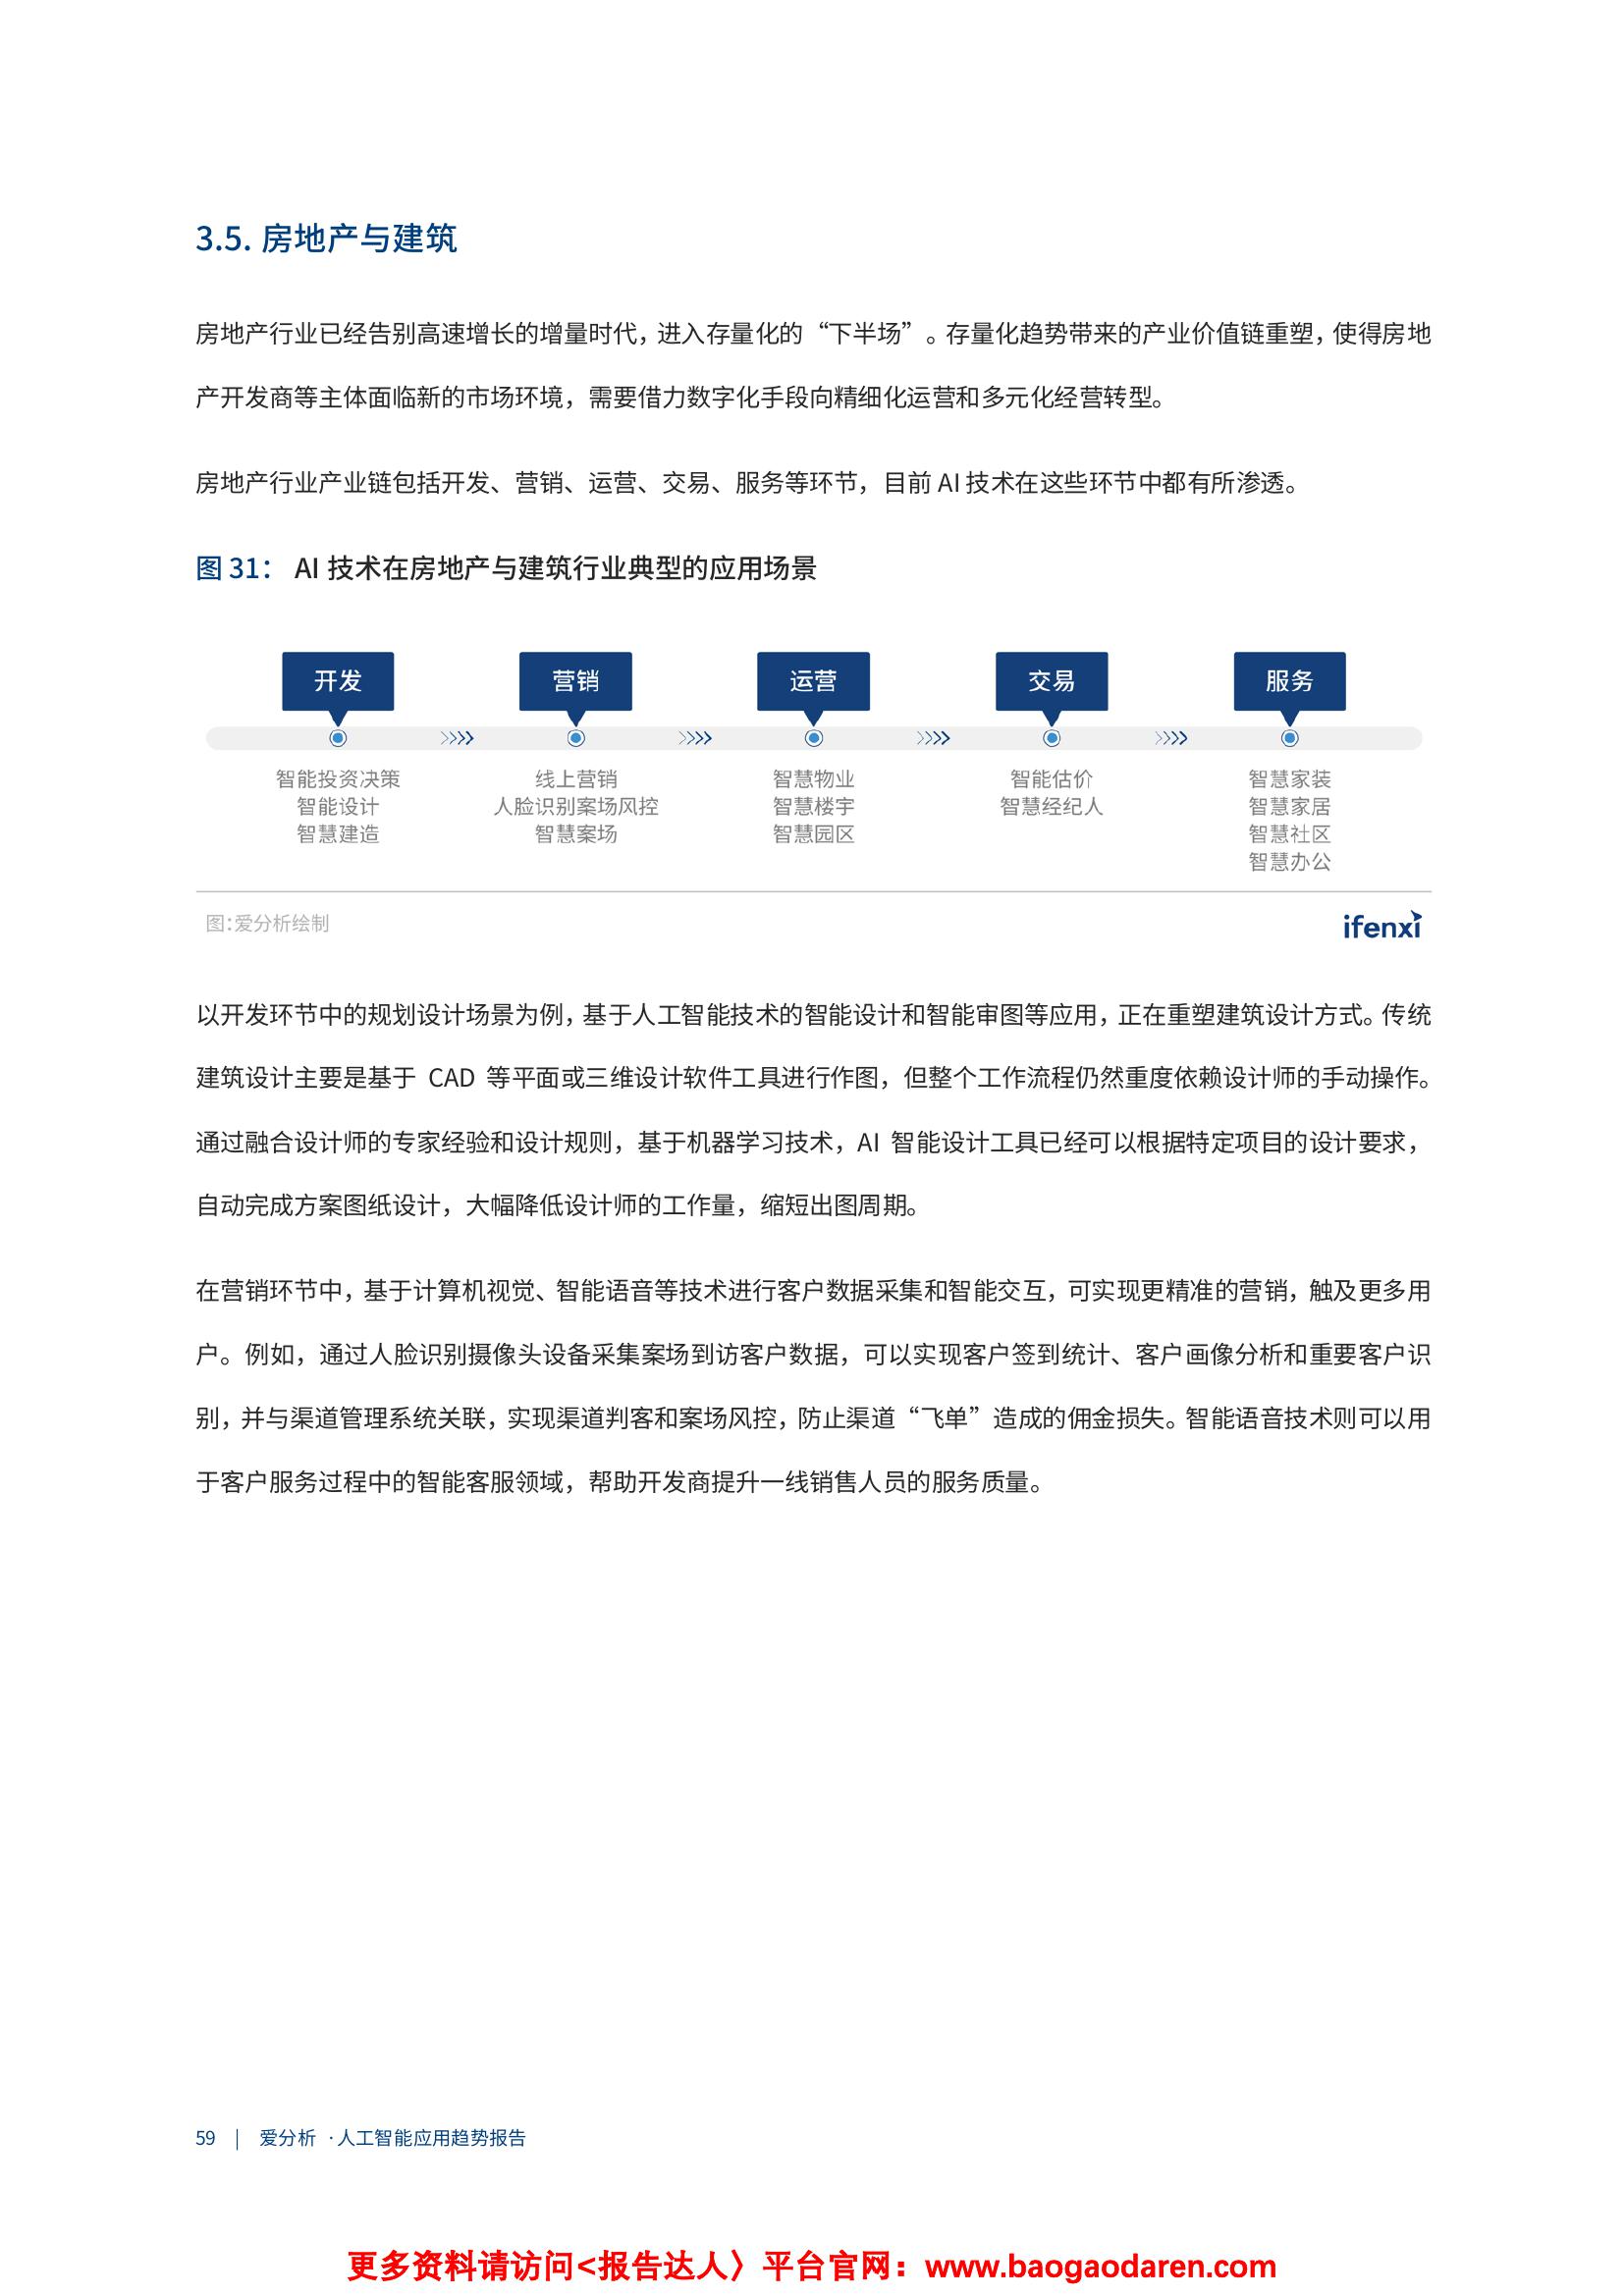 3.5. 房地产与建筑
房地产行业已经告别高速增长的增量时代，进入存量化的“下半场”。存量化趋势带来的产业价值链重塑，使得房地
产开发商等主体面临新的市场环境，需要借力数字化手段向精细化运营和多元化经营转型。
房地产行业产业链包括开发、营销、运营、交易、服务等环节，目前 AI 技术在这些环节中都有所渗透。
图 31： AI 技术在房地产与建筑行业典型的应用场景
开发
智能投资决策
智能设计
智慧建造
营销
线上营销
人脸识别案场风控
智慧案场
运营
智慧物业
智慧楼宇
智慧园区
交易
智能估价
智慧经纪人
服务
智慧家装
智慧家居
智慧社区
智慧办公
图：爱分析绘制
ifenxi
以开发环节中的规划设计场景为例，基于人工智能技术的智能设计和智能审图等应用，正在重塑建筑设计方式。传统
建筑设计主要是基于 CAD 等平面或三维设计软件工具进行作图，但整个工作流程仍然重度依赖设计师的手动操作。
通过融合设计师的专家经验和设计规则，基于机器学习技术，AI 智能设计工具已经可以根据特定项目的设计要求，
自动完成方案图纸设计，大幅降低设计师的工作量，缩短出图周期。
在营销环节中，基于计算机视觉、智能语音等技术进行客户数据采集和智能交互，可实现更精准的营销，触及更多用
户。例如，通过人脸识别摄像头设备采集案场到访客户数据，可以实现客户签到统计、客户画像分析和重要客户识
别，并与渠道管理系统关联，实现渠道判客和案场风控，防止渠道“飞单”造成的佣金损失。智能语音技术则可以用
于客户服务过程中的智能客服领域，帮助开发商提升一线销售人员的服务质量。
59 | 爱分析 ·人工智能应用趋势报告
更多资料请访问<报告达人〉平台官网：www.baogaodaren.com